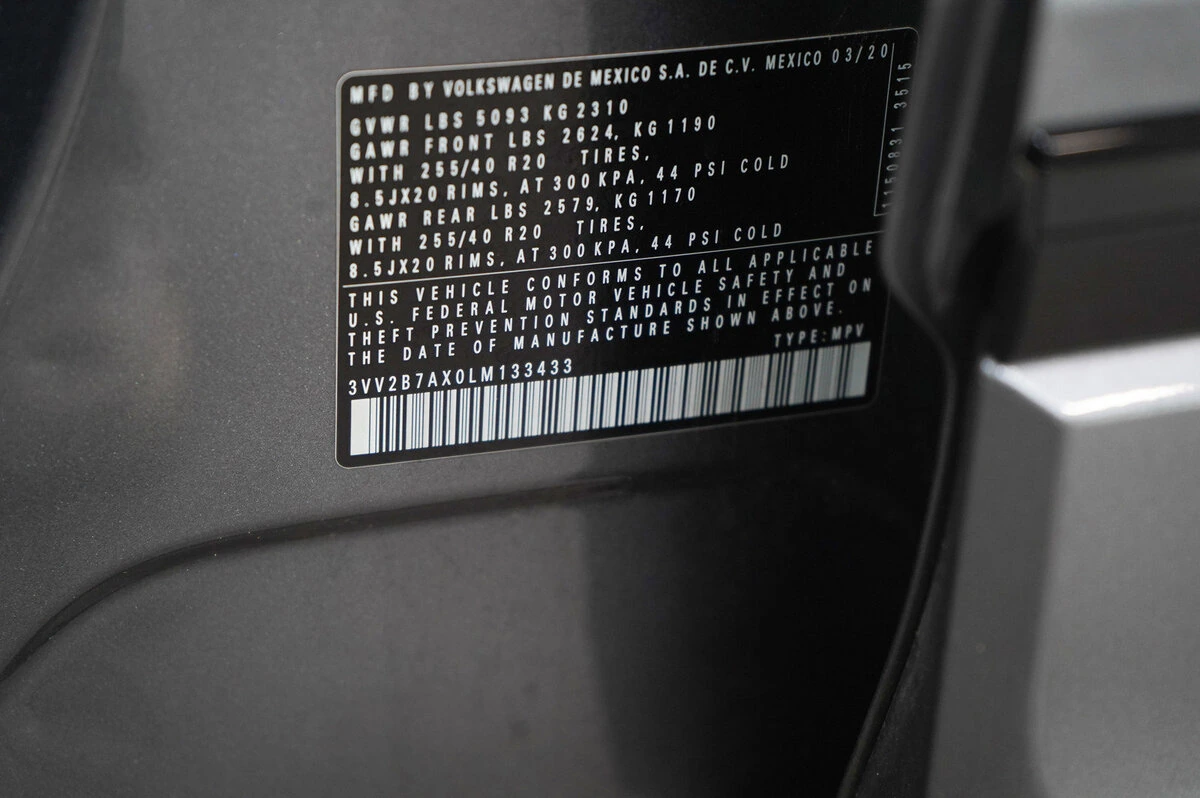 MFD BY VOLKSWAGEN DE MEXICO S.A. DE C.V. MEXICO 03/20
GVWR LBS 5093 KG 2310
GAWR FRONT LBS 2624, KG 1190
WITH 255/40 R20 TIRES,
8.5JX20 RIMS, AT 300 KPA, 44 PSI COLD
GAWR REAR LBS 2579, KG 1170
WITH 255/40 R20 TIRES,
8.5JX20 RIMS, AT 300 KPA, 44 PSI COLD
THIS VEHICLE CONFORMS TO ALL APPLICABLE
U.S. FEDERAL MOTOR VEHICLE SAFETY AND
THEFT PREVENTION STANDARDS IN EFFECT ON
THE DATE OF MANUFACTURE SHOWN ABOVE.
TYPE: MPV
3VV2B7AX0LM133433
1150831 3515